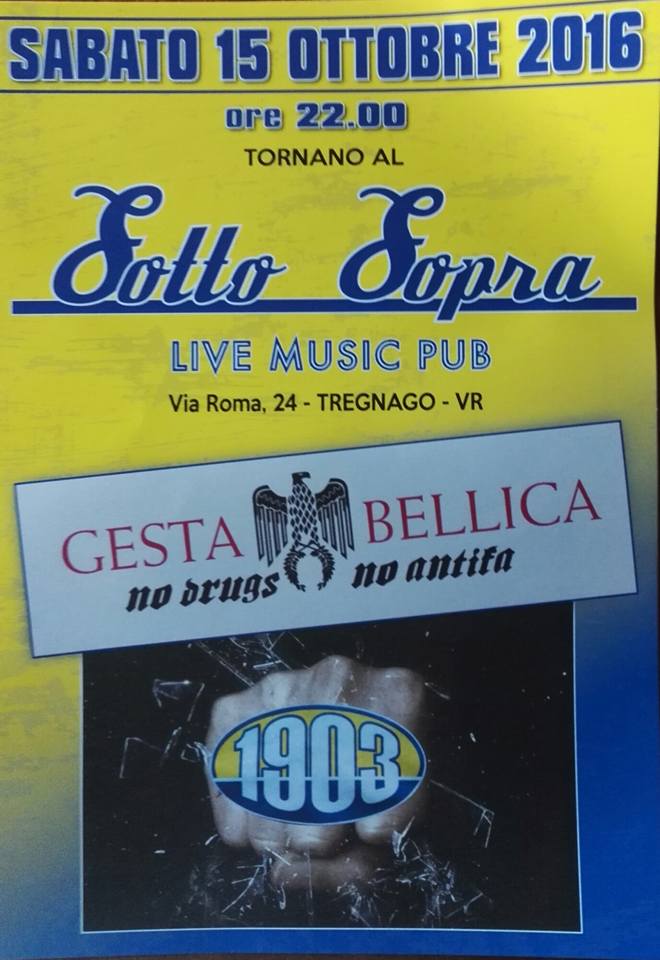 SABATO 15 OTTOBRE 2016
ore 22.00
TORNANO AL
Sotto Sopra
LIVE MUSIC PUB
Via Roma, 24 - TREGNAGO - VR
GESTA BELLICA
no drugs no antifa
1903